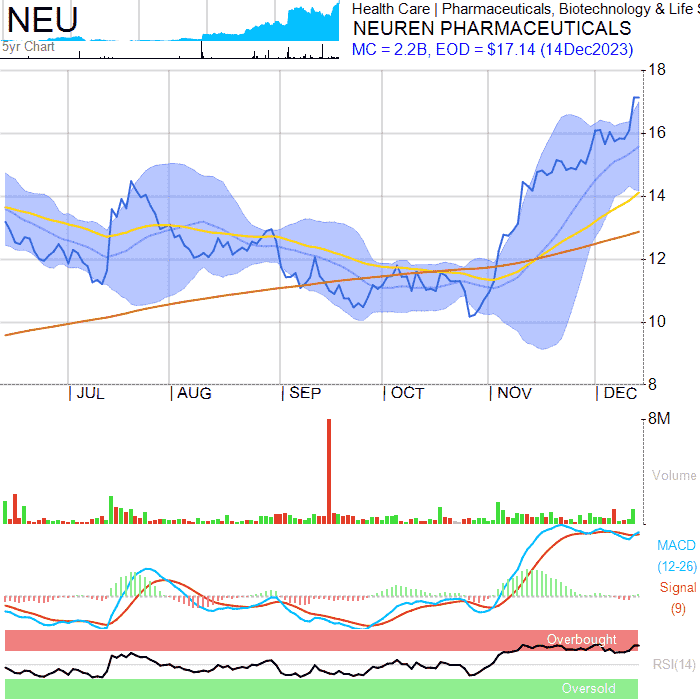 NEU
5yr Chart
Health Care | Pharmaceuticals, Biotechnology & Life S
NEUREN PHARMACEUTICALS
MC = 2.2B, EOD = $17.14 (14Dec2023)
18
16
14
12
10
8
| JUL | AUG | SEP | OCT | NOV | DEC
8M
Volume
MACD
(12-26)
Signal
(9)
Overbought
RSI(14)
Oversold